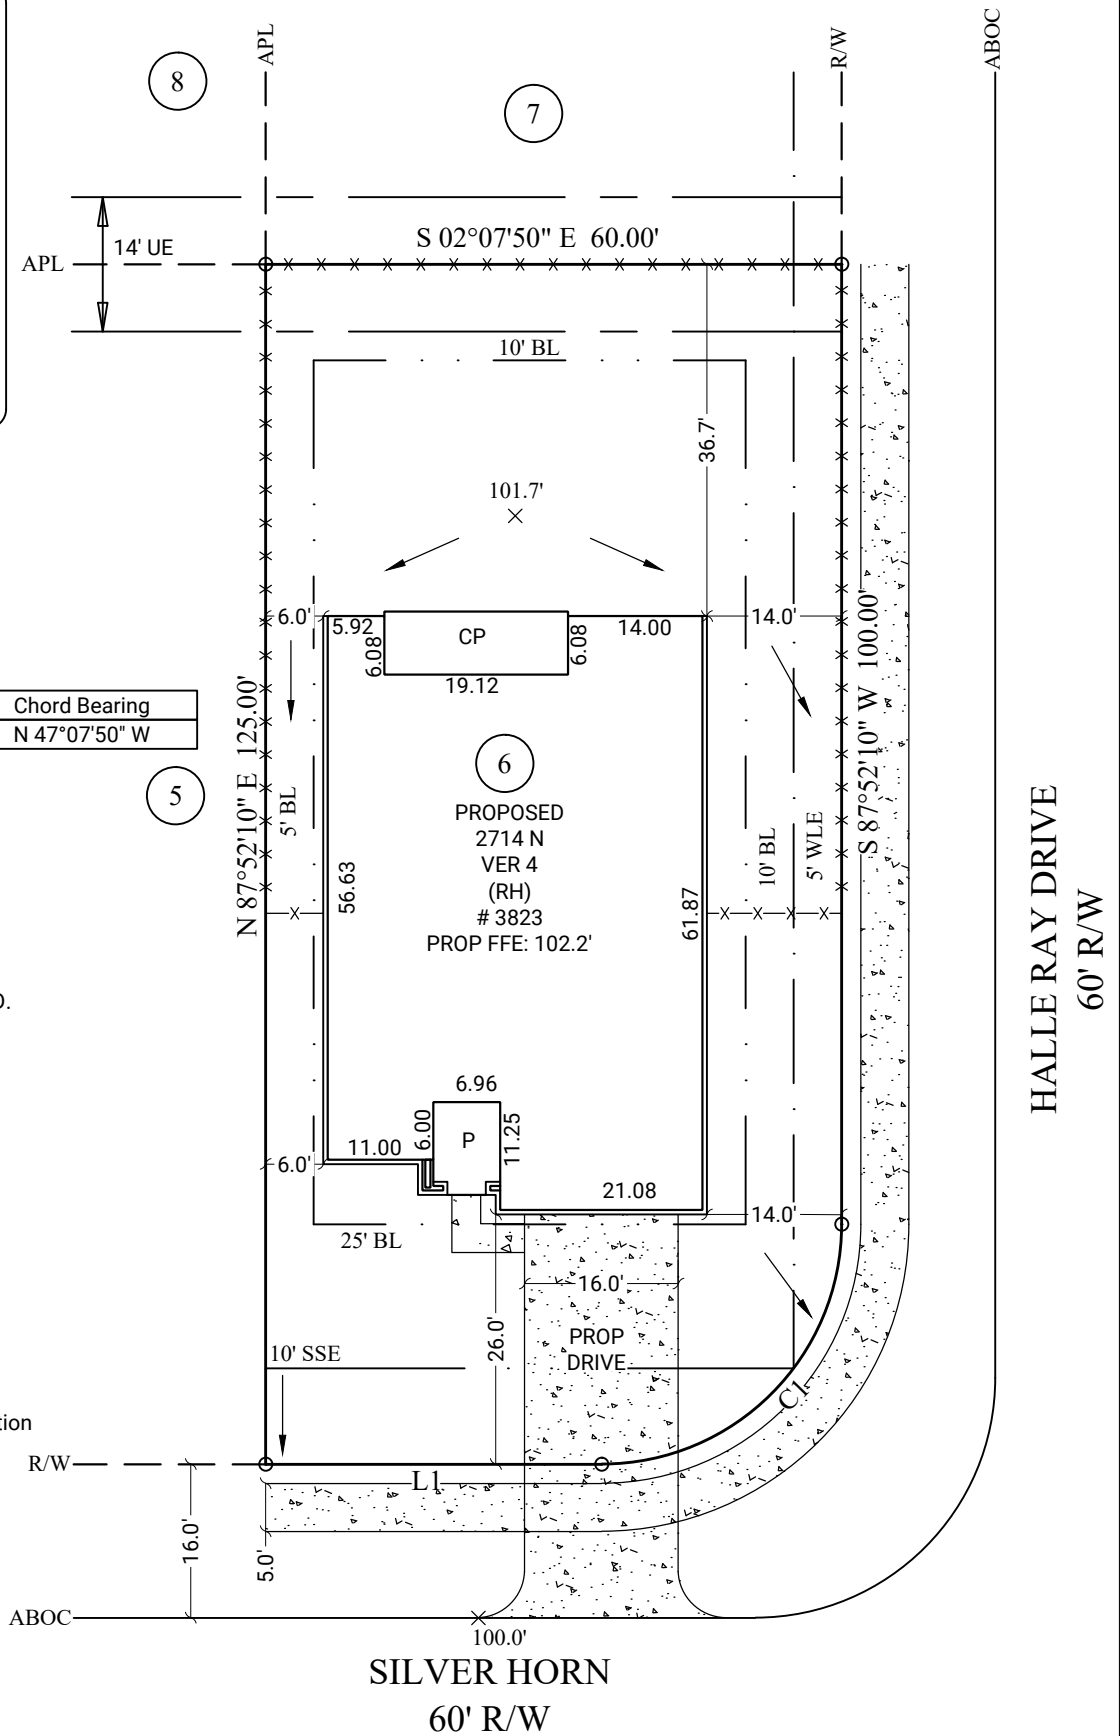 APL
R/W
ABOC
8
7
14' UE
S 02°07'50" E 60.00'
APL
10' BL
36.7'
101.7'
6.0'
5.92
6.08
CP
6.08
14.00
14.0'
19.12
Chord Bearing
N 47°07'50" W
N 87°52'10" E 125.00'
S 87°52'10" W 100.00'
5
6
PROPOSED
2714 N
VER 4
(RH)
# 3823
PROP FFE: 102.2'
5' BL
56.63
61.87
10' BL
5' WLE
HALLE RAY DRIVE
60' R/W
6.96
6.00
P
11.25
11.00
6.0'
21.08
14.0'
25' BL
16.0'
26.0'
PROP
DRIVE
10' SSE
C1
tion
R/W
L1
16.0'
5.0'
ABOC
100.0'
SILVER HORN
60' R/W